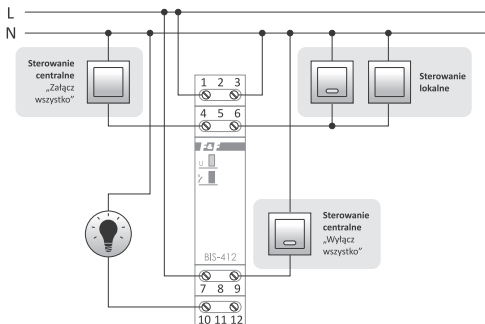 L
N
Sterowanie
centralne
„Załącz
wszystko”
Sterowanie
lokalne
1 2 3
4 5 6
F&F
U
BIS-412
Sterowanie
centralne
„Wyłącz
wszystko”
7 8 9
10 11 12